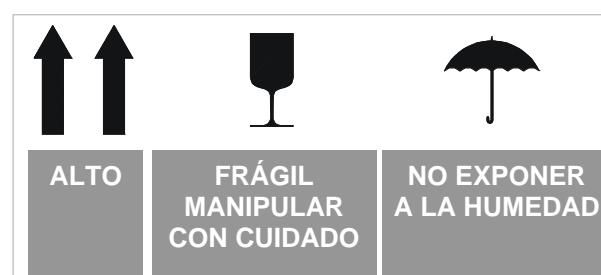 ALTO
FRÁGIL
MANIPULAR
CON CUIDADO
NO EXPONER
A LA HUMEDAD